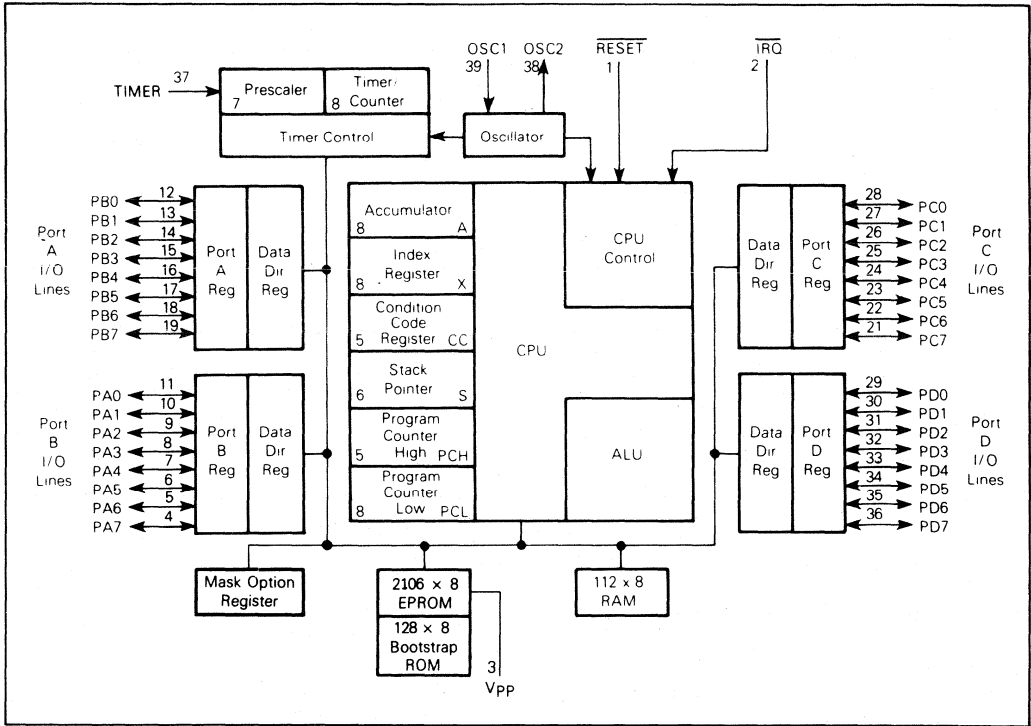 OSC1 OSC2 RESET IRQ
39 38 1 2
TIMER 37
Prescaler
7
Timer/
Counter
8
Timer Control
Oscillator
Port
A
I/O
Lines
PB0 12
PB1 13
PB2 14
PB3 15
PB4 16
PB5 17
PB6 18
PB7 19
Port
A
Reg
Data
Dir
Reg
Port
B
I/O
Lines
PA0 11
PA1 10
PA2 9
PA3 8
PA4 7
PA5 6
PA6 5
PA7 4
Port
B
Reg
Data
Dir
Reg
Accumulator
8 A
Index
Register
8 X
Condition
Code
Register
5 CC
Stack
Pointer
6 S
Program
Counter
High
5 PCH
Program
Counter
Low
8 PCL
CPU
CPU
Control
ALU
Data
Dir
Reg
Port
C
Reg
28 PC0
27 PC1
26 PC2
25 PC3
24 PC4
23 PC5
22 PC6
21 PC7
Port
C
I/O
Lines
Data
Dir
Reg
Port
D
Reg
29 PD0
30 PD1
31 PD2
32 PD3
33 PD4
34 PD5
35 PD6
36 PD7
Port
D
I/O
Lines
Mask Option
Register
2106 × 8
EPROM
128 × 8
Bootstrap
ROM
3
VPP
112 x 8
RAM